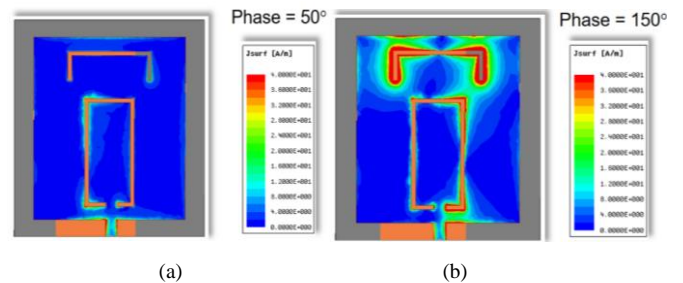 Phase = 50°
Jsurf [A/m]
4.0000E+001
3.6000E+001
3.2000E+001
2.8000E+001
2.4000E+001
2.0000E+001
1.6000E+001
1.2000E+001
8.0000E+000
4.0000E+000
0.0000E+000
(a)
Phase = 150°
Jsurf [A/m]
4.0000E+001
3.6000E+001
3.2000E+001
2.8000E+001
2.4000E+001
2.0000E+001
1.6000E+001
1.2000E+001
8.0000E+000
4.0000E+000
0.0000E+000
(b)